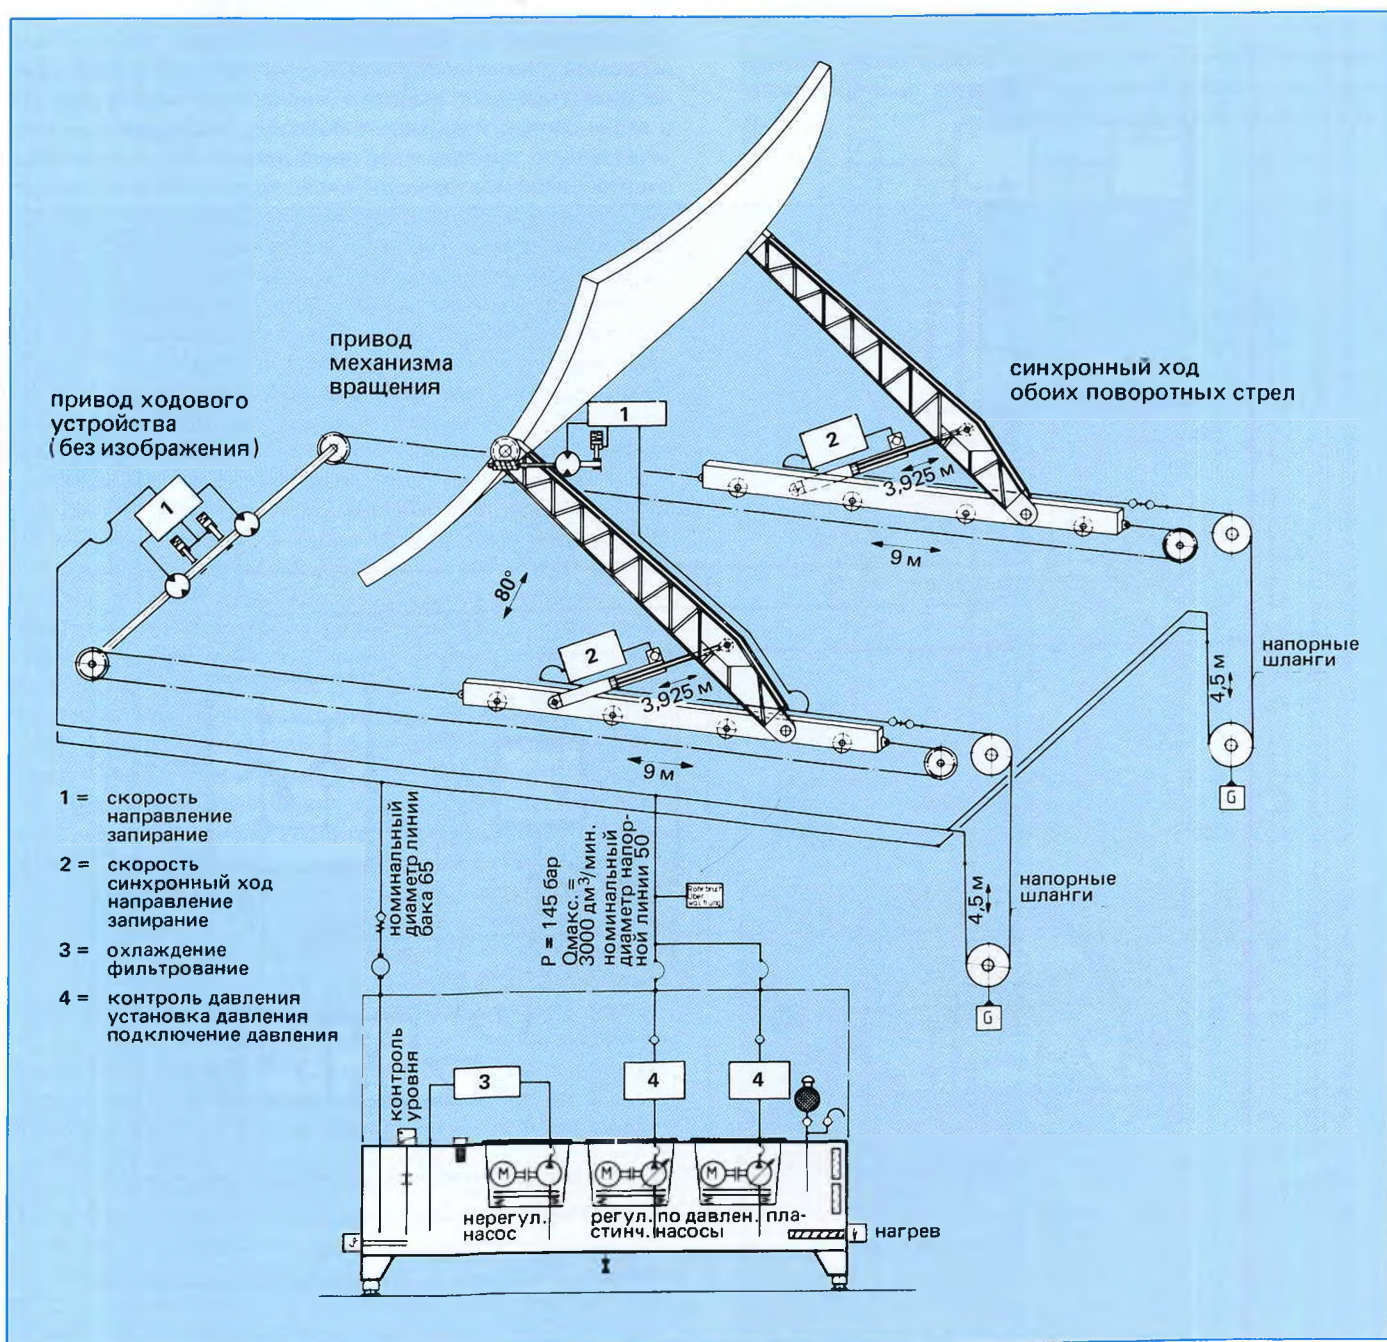 привод
механизма
вращения
синхронный ход
обоих поворотных стрел
привод ходового
устройства
(без изображения)
1
1
2
3,925 м
9 м
80°
2
3,925 м
9 м
напорные
шланги
4,5 м
G
напорные
шланги
4,5 м
G
1 = скорость
направление
запирание
2 = скорость
синхронный ход
направление
запирание
3 = охлаждение
фильтрование
4 = контроль давления
установка давления
подключение давления
номинальный
диаметр линии
бака 65
P = 145 бар
Qмакс. =
3000 дм³/мин.
номинальный
диаметр напор-
ной линии 50
Rohrbruch
Über
wachung
контроль
уровня
3
4
4
M
M
M
нерегул.
насос
регул. по давлен. пла-
стинч. насосы
нагрев